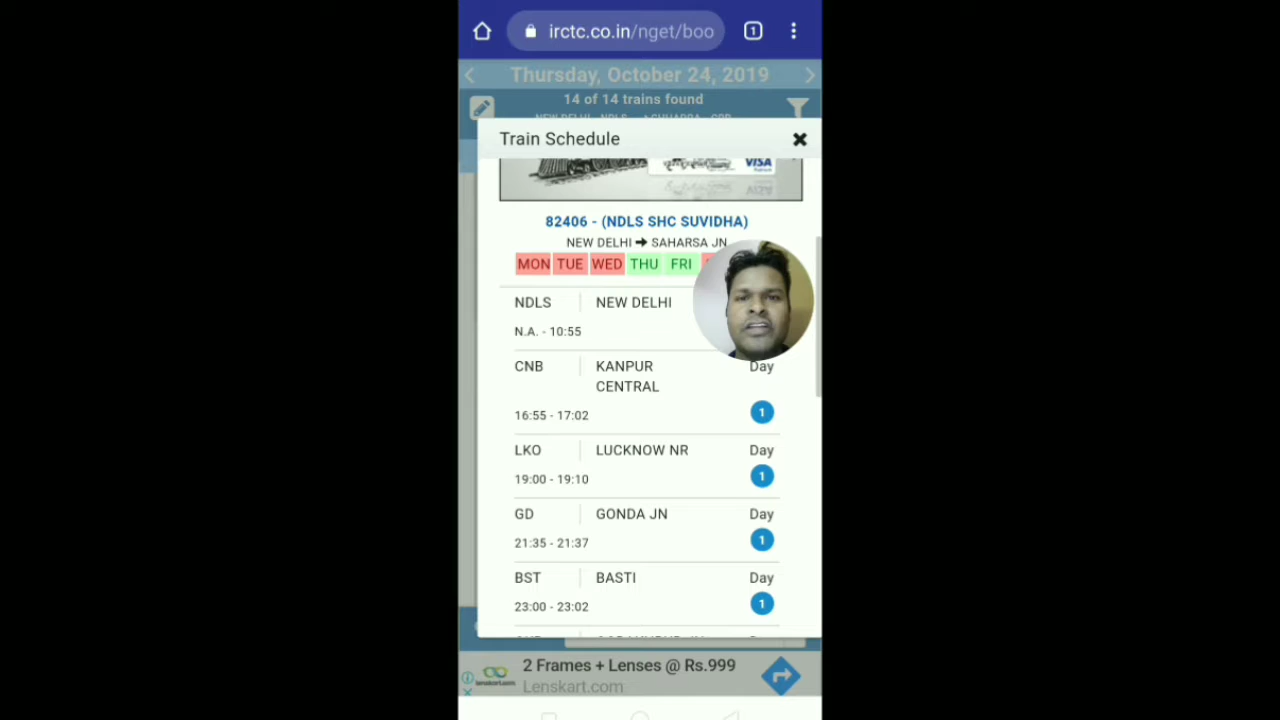 irctc.co.in/nget/boo
1
Thursday, October 24, 2019
14 of 14 trains found
Train Schedule
VISA
82406 - (NDLS SHC SUVIDHA)
NEW DELHI ➡ SAHARSA JN
MON TUE WED THU FRI
NDLS NEW DELHI
N.A. - 10:55
CNB KANPUR CENTRAL Day
16:55 - 17:02 1
LKO LUCKNOW NR Day
19:00 - 19:10 1
GD GONDA JN Day
21:35 - 21:37 1
BST BASTI Day
23:00 - 23:02 1
2 Frames + Lenses @ Rs.999
lenskart.com
Lenskart.com